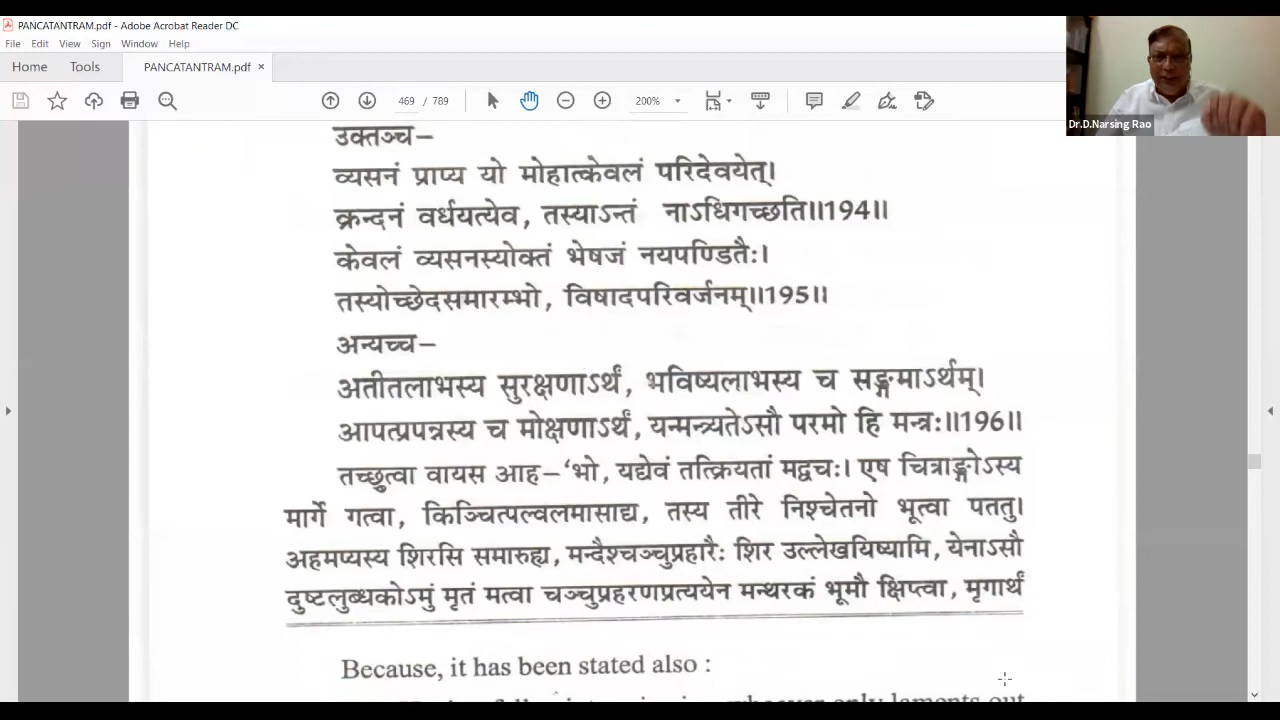 PANCATANTRAM.pdf - Adobe Acrobat Reader DC
File Edit View Sign Window Help
Home Tools PANCATANTRAM.pdf ×
469 / 789 200%
Dr.D.Narsing Rao
उक्तञ्च–
व्यसनं प्राप्य यो मोहात्केवलं परिदेवयेत्।
क्रन्दनं वर्धयत्येव, तस्याऽन्तं नाऽधिगच्छति॥194॥
केवलं व्यसनस्योक्तं भेषजं नयपण्डितैः।
तस्योच्छेदसमारम्भो, विषादपरिवर्जनम्॥195॥
अन्यच्च–
अतीतलाभस्य सुरक्षणाऽर्थं, भविष्यलाभस्य च सङ्गमाऽर्थम्।
आपत्प्रपन्नस्य च मोक्षणाऽर्थं, यन्मन्त्र्यतेऽसौ परमो हि मन्त्रः॥196॥
तच्छ्रुत्वा वायस आह–‘भो, यद्येवं तत्क्रियतां मद्वचः। एष चित्राङ्गोऽस्य
मार्गे गत्वा, किञ्चित्पल्वलमासाद्य, तस्य तीरे निश्चेतनो भूत्वा पततु।
अहमप्यस्य शिरसि समारुह्य, मन्दैश्चञ्चुप्रहारैः शिर उल्लेखयिष्यामि, येनाऽसौ
दुष्टलुब्धकोऽमुं मृतं मत्वा चञ्चुप्रहरणप्रत्ययेन मन्थरकं भूमौ क्षिप्त्वा, मृगार्थं
Because, it has been stated also :
whoever only laments out